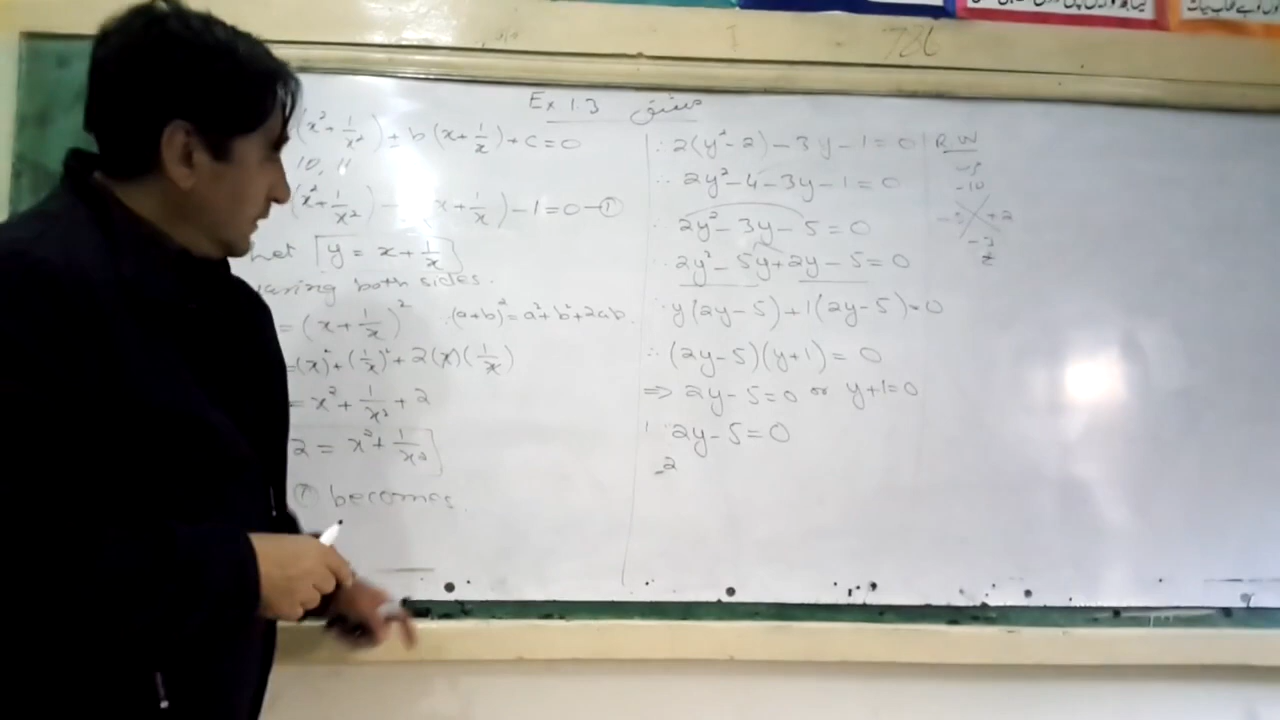 786
Ex 1.3 مشق
(x² + 1/x²) ± b(x + 1/x) + c = 0
10, 11
(x² + 1/x²) - x + 1/x) - 1 = 0 — ①
Let [y = x + 1/x]
aring both sides.
= (x + 1/x)² (a+b)² = a² + b² + 2ab.
= (x)² + (1/x)² + 2(x)(1/x)
= x² + 1/x² + 2
2 = x² + 1/x²]
① becomes.
∴ 2(y² - 2) - 3y - 1 = 0
∴ 2y² - 4 - 3y - 1 = 0
∴ 2y² - 3y - 5 = 0
∴ 2y² - 5y + 2y - 5 = 0
∴ y(2y - 5) + 1(2y - 5) = 0
∴ (2y - 5)(y + 1) = 0
⇒ 2y - 5 = 0 or y + 1 = 0
2y - 5 = 0
2
R.W
-10
-5 +2
-3